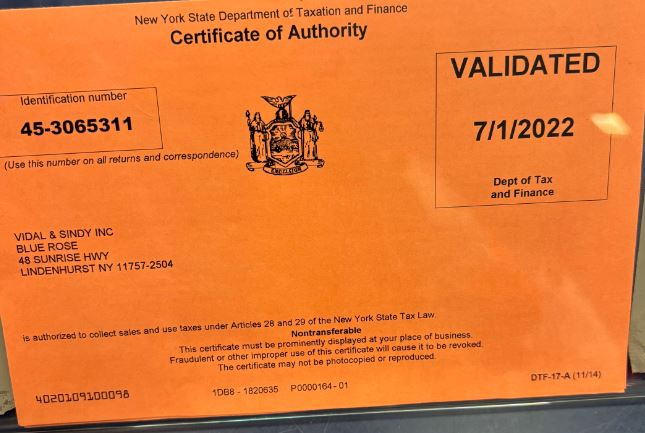 New York State Department of Taxation and Finance
Certificate of Authority
Identification number
45-3065311
(Use this number on all returns and correspondence)
EXCELSIOR
VALIDATED
7/1/2022
Dept of Tax
and Finance
VIDAL & SINDY INC
BLUE ROSE
48 SUNRISE HWY
LINDENHURST NY 11757-2504
is authorized to collect sales and use taxes under Articles 28 and 29 of the New York State Tax Law.
Nontransferable
This certificate must be prominently displayed at your place of business.
Fraudulent or other improper use of this certificate will cause it to be revoked.
The certificate may not be photocopied or reproduced.
4020109100098
1DB8 - 1820635 P0000164-01
DTF-17-A (11/14)